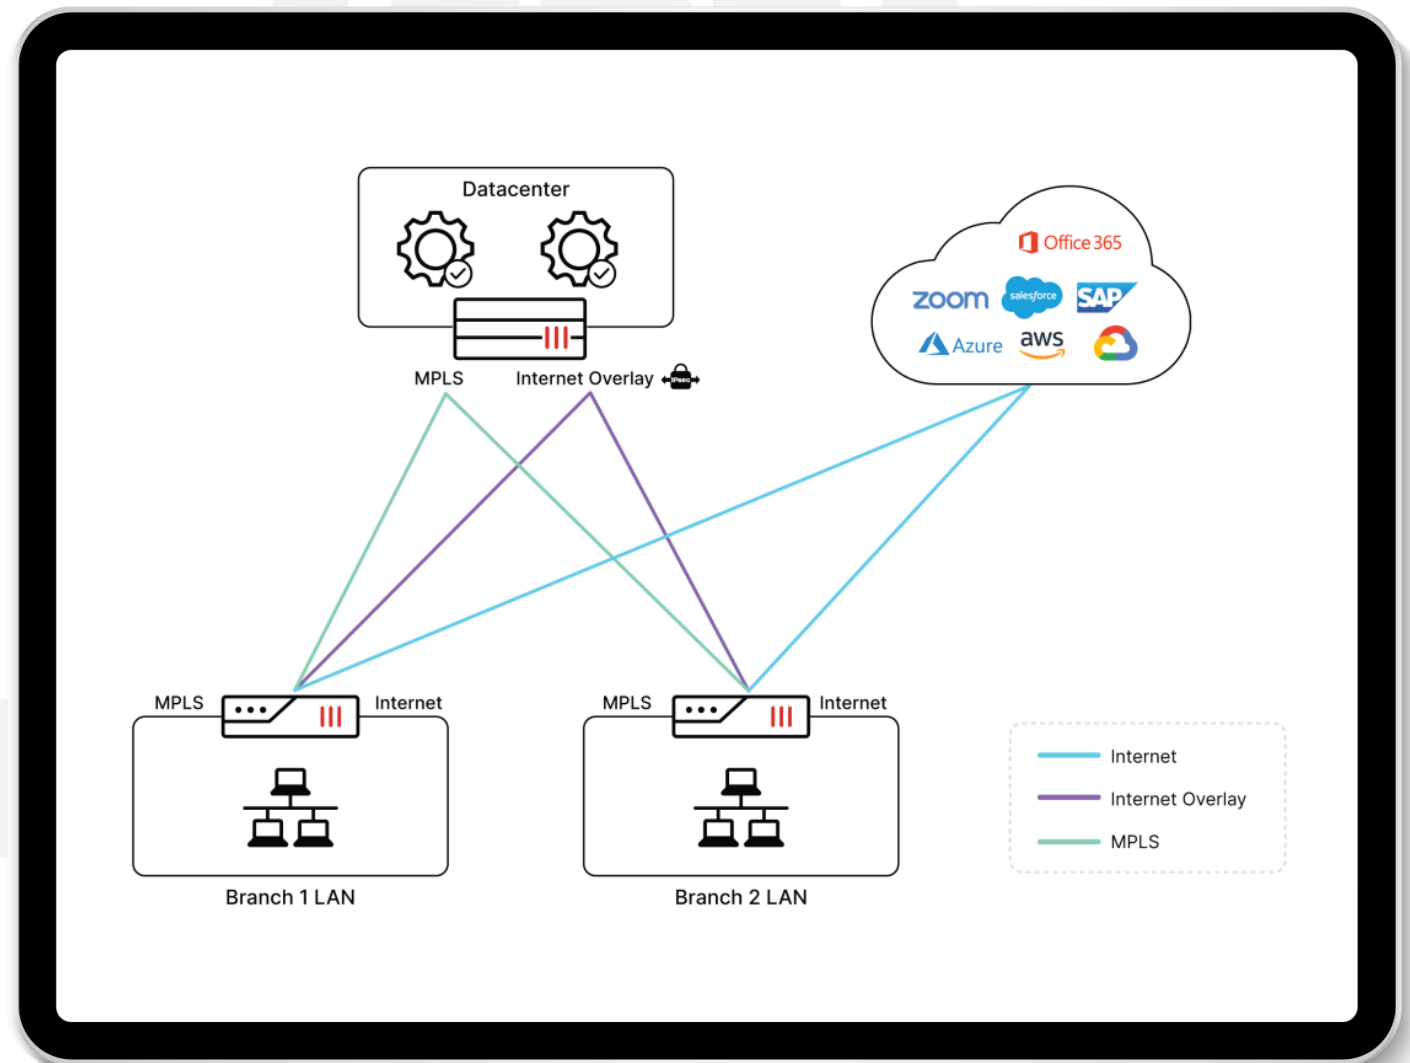 Datacenter
Office 365
zoom
salesforce
SAP
Azure
aws
MPLS
Internet Overlay
IPsec
MPLS
Internet
MPLS
Internet
Branch 1 LAN
Branch 2 LAN
Internet
Internet Overlay
MPLS